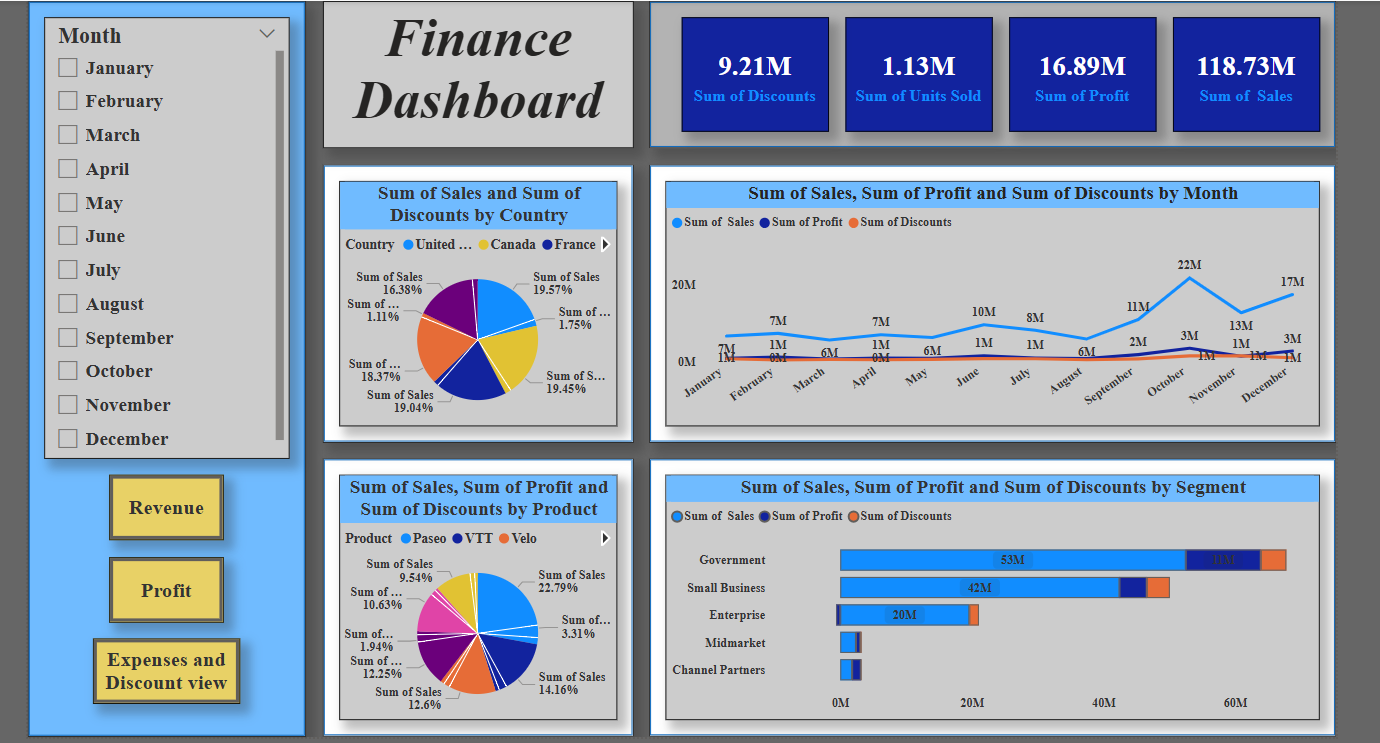 Month
January
February
March
April
May
June
July
August
September
October
November
December
Revenue
Profit
Expenses and
Discount view
Finance
Dashboard
9.21M
Sum of Discounts
1.13M
Sum of Units Sold
16.89M
Sum of Profit
118.73M
Sum of  Sales
Sum of Sales and Sum of
Discounts by Country
Country United ... Canada France
Sum of Sales
16.38%
Sum of Sales
19.57%
Sum of ...
1.11%
Sum of ...
1.75%
Sum of ...
18.37%
Sum of S...
19.45%
Sum of Sales
19.04%
Sum of Sales, Sum of Profit and Sum of Discounts by Month
Sum of  Sales Sum of Profit Sum of Discounts
20M
0M
7M
1M
7M
1M
0M
6M
7M
1M
0M
6M
10M
1M
8M
1M
6M
11M
2M
22M
3M
1M
13M
1M
1M
17M
3M
1M
January
February
March
April
May
June
July
August
September
October
November
December
Sum of Sales, Sum of Profit and
Sum of Discounts by Product
Product Paseo VTT Velo
Sum of Sales
9.54%
Sum of Sales
22.79%
Sum of ...
10.63%
Sum of...
3.31%
Sum of...
1.94%
Sum of ...
12.25%
Sum of Sales
14.16%
Sum of Sales
12.6%
Sum of Sales, Sum of Profit and Sum of Discounts by Segment
Sum of  Sales Sum of Profit Sum of Discounts
Government
53M
11M
Small Business
42M
Enterprise
20M
Midmarket
Channel Partners
0M
20M
40M
60M